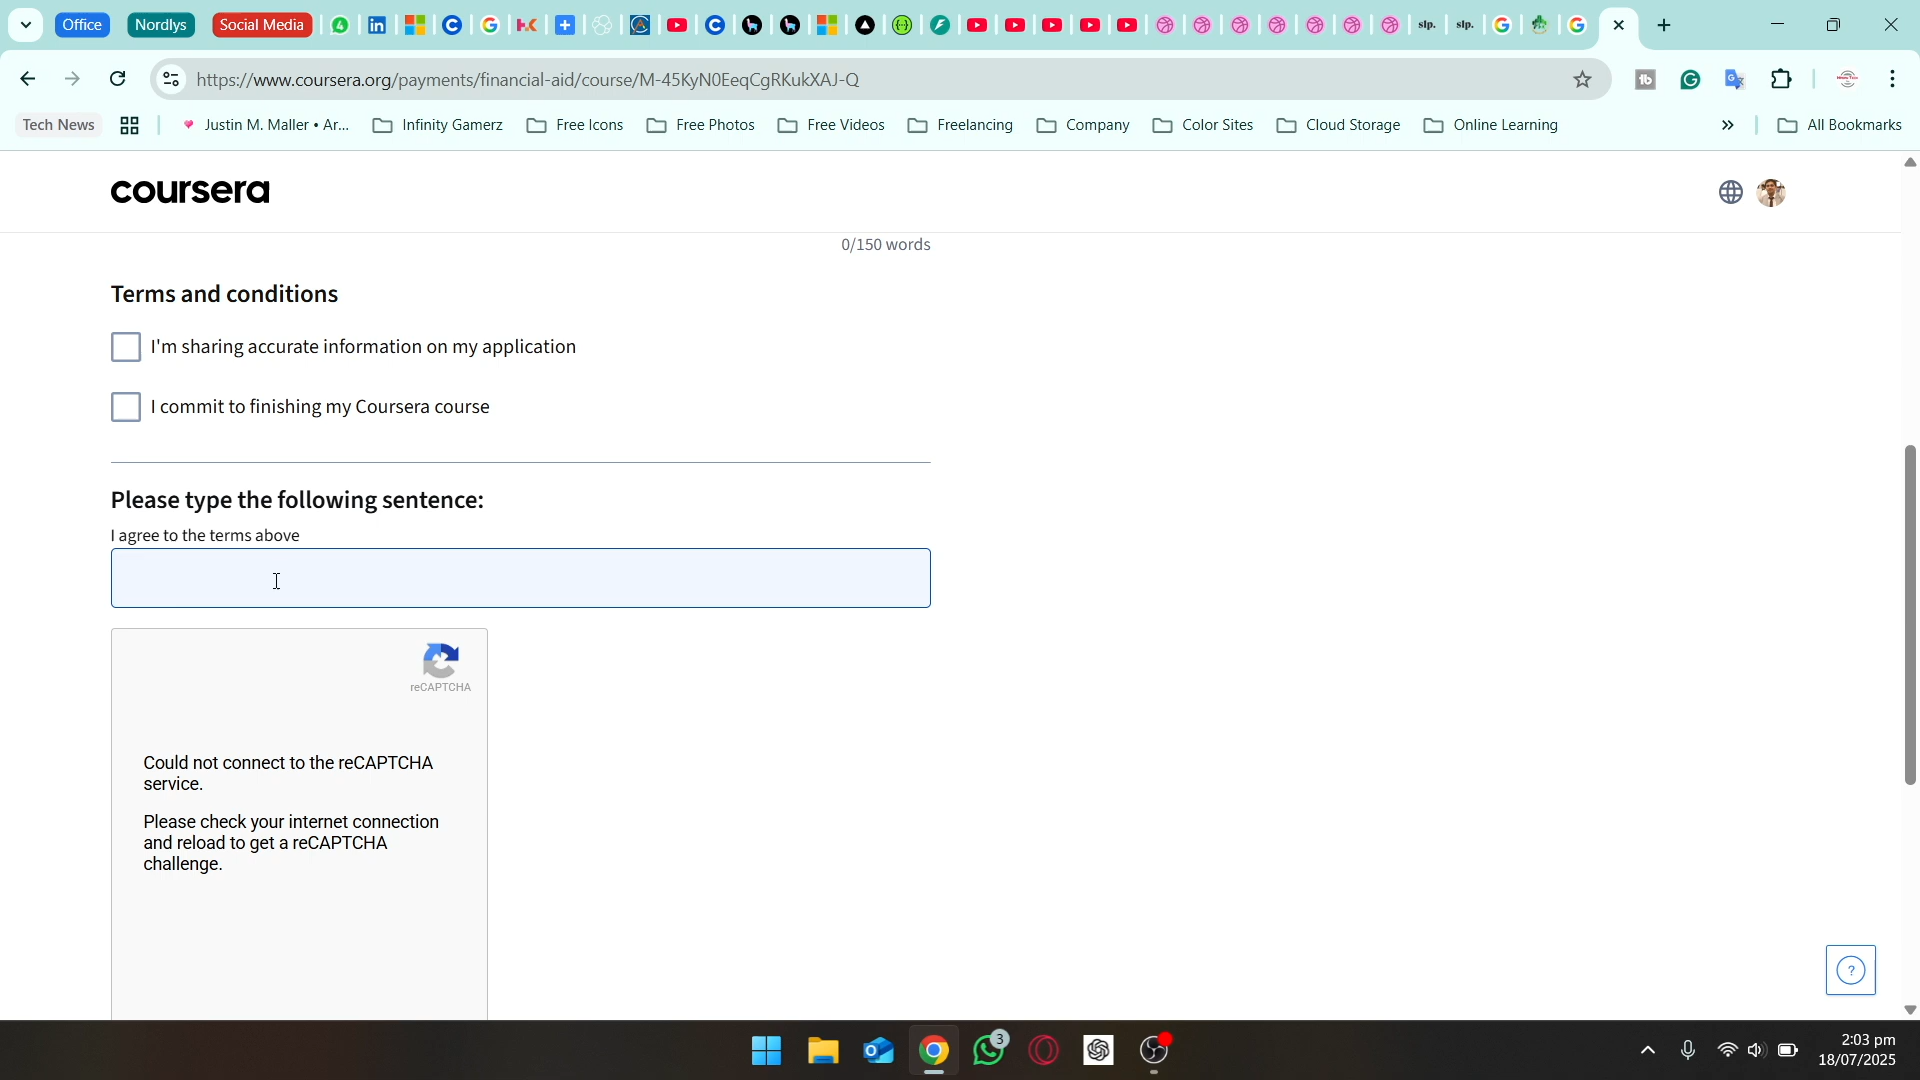 Office
Nordlys
Social Media
slp.
slp.
https://www.coursera.org/payments/financial-aid/course/M-45KyN0EeqCgRKukXAJ-Q
Tech News
Justin M. Maller • Ar...
Infinity Gamerz
Free Icons
Free Photos
Free Videos
Freelancing
Company
Color Sites
Cloud Storage
Online Learning
All Bookmarks
coursera
0/150 words
Terms and conditions
I'm sharing accurate information on my application
I commit to finishing my Coursera course
Please type the following sentence:
I agree to the terms above
reCAPTCHA
Could not connect to the reCAPTCHA
service.
Please check your internet connection
and reload to get a reCAPTCHA
challenge.
3
2:03 pm
18/07/2025